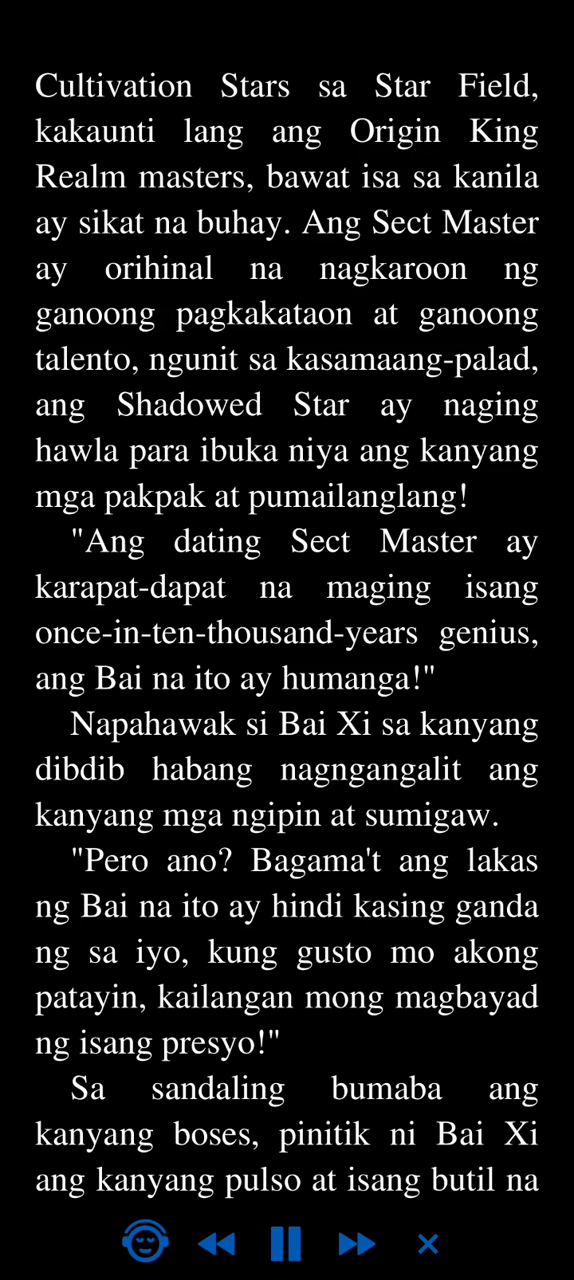 Cultivation Stars sa Star Field,
kakaunti lang ang Origin King
Realm masters, bawat isa sa kanila
ay sikat na buhay. Ang Sect Master
ay orihinal na nagkaroon ng
ganoong pagkakataon at ganoong
talento, ngunit sa kasamaang-palad,
ang Shadowed Star ay naging
hawla para ibuka niya ang kanyang
mga pakpak at pumailanglang!
"Ang dating Sect Master ay
karapat-dapat na maging isang
once-in-ten-thousand-years genius,
ang Bai na ito ay humanga!"
Napahawak si Bai Xi sa kanyang
dibdib habang nagngangalit ang
kanyang mga ngipin at sumigaw.
"Pero ano? Bagama't ang lakas
ng Bai na ito ay hindi kasing ganda
ng sa iyo, kung gusto mo akong
patayin, kailangan mong magbayad
ng isang presyo!"
Sa sandaling bumaba ang
kanyang boses, pinitik ni Bai Xi
ang kanyang pulso at isang butil na